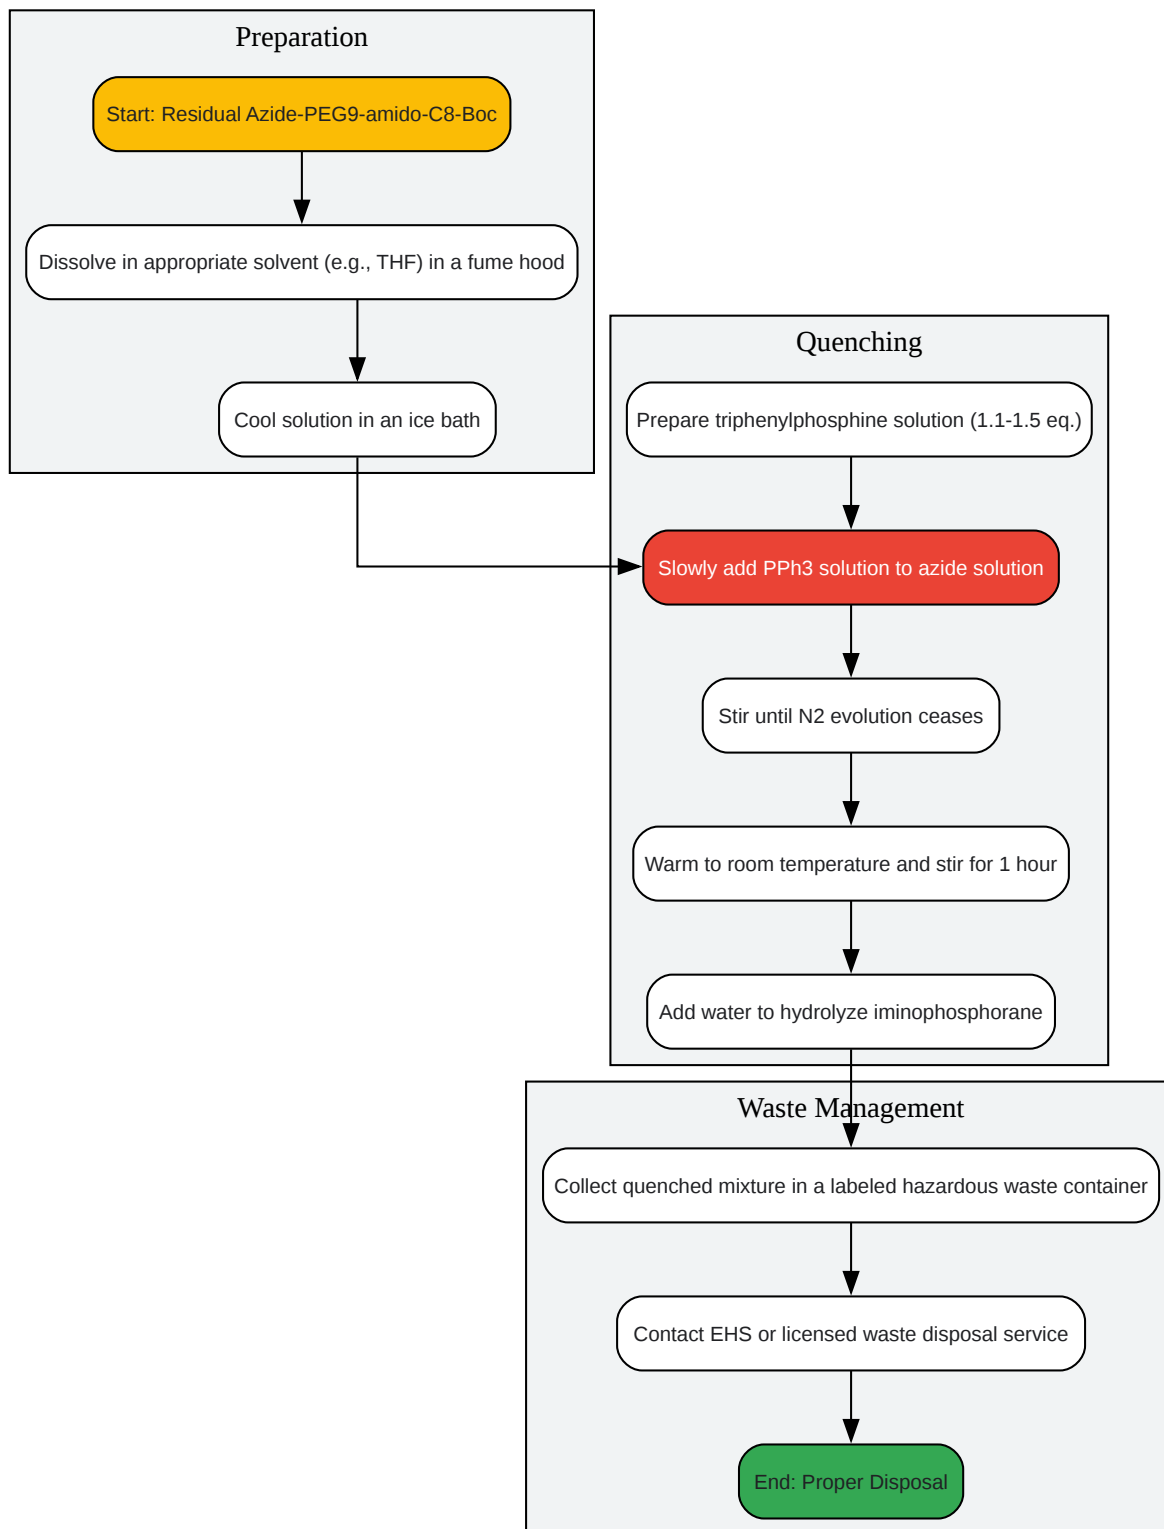 Preparation
Start: Residual Azide-PEG9-amido-C8-Boc
Dissolve in appropriate solvent (e.g., THF) in a fume hood
Cool solution in an ice bath
Quenching
Prepare triphenylphosphine solution (1.1-1.5 eq.)
Slowly add PPh3 solution to azide solution
Stir until N2 evolution ceases
Warm to room temperature and stir for 1 hour
Add water to hydrolyze iminophosphorane
Waste Management
Collect quenched mixture in a labeled hazardous waste container
Contact EHS or licensed waste disposal service
End: Proper Disposal